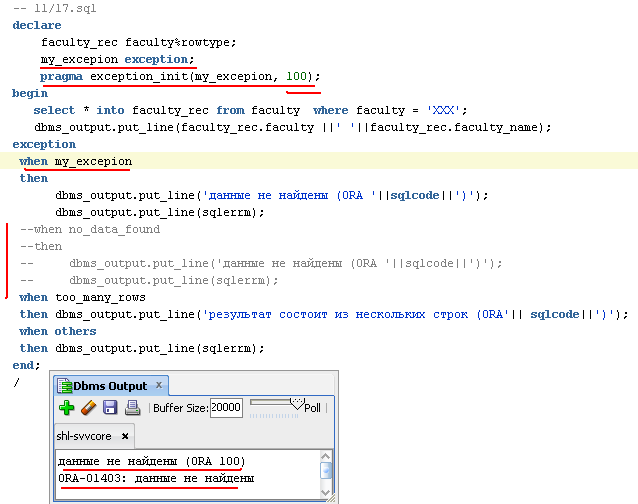 -- 11/17.sql
declare
faculty_rec faculty%rowtype;
my_excepion exception;
pragma exception_init(my_excepion, 100);
begin
select * into faculty_rec from faculty where faculty = 'XXX';
dbms_output.put_line(faculty_rec.faculty ||' '||faculty_rec.faculty_name);
exception
when my_excepion
then
dbms_output.put_line('данные не найдены (ORA '||sqlcode||')');
dbms_output.put_line(sqlerrm);
--when no_data_found
--then
-- dbms_output.put_line('данные не найдены (ORA '||sqlcode||')');
-- dbms_output.put_line(sqlerrm);
when too_many_rows
then dbms_output.put_line('результат состоит из нескольких строк (ORA'|| sqlcode||')');
when others
then dbms_output.put_line(sqlerrm);
end;
/
Dbms Output x
Buffer Size: 20000 Poll
shl-svvcore x
данные не найдены (ORA 100)
ORA-01403: данные не найдены